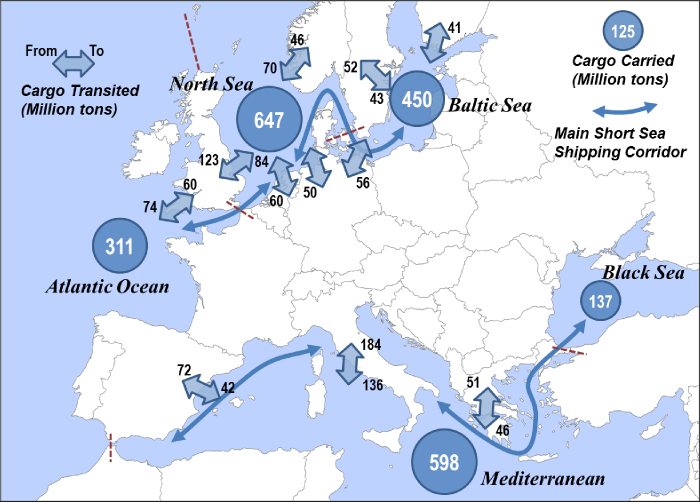 From To
Cargo Transited
(Million tons)
125
Cargo Carried
(Million tons)
Main Short Sea
Shipping Corridor
46
70
41
52
43
North Sea
647
450
Baltic Sea
123
84
60
50
56
60
74
311
Atlantic Ocean
Black Sea
137
184
136
72
42
51
46
598
Mediterranean